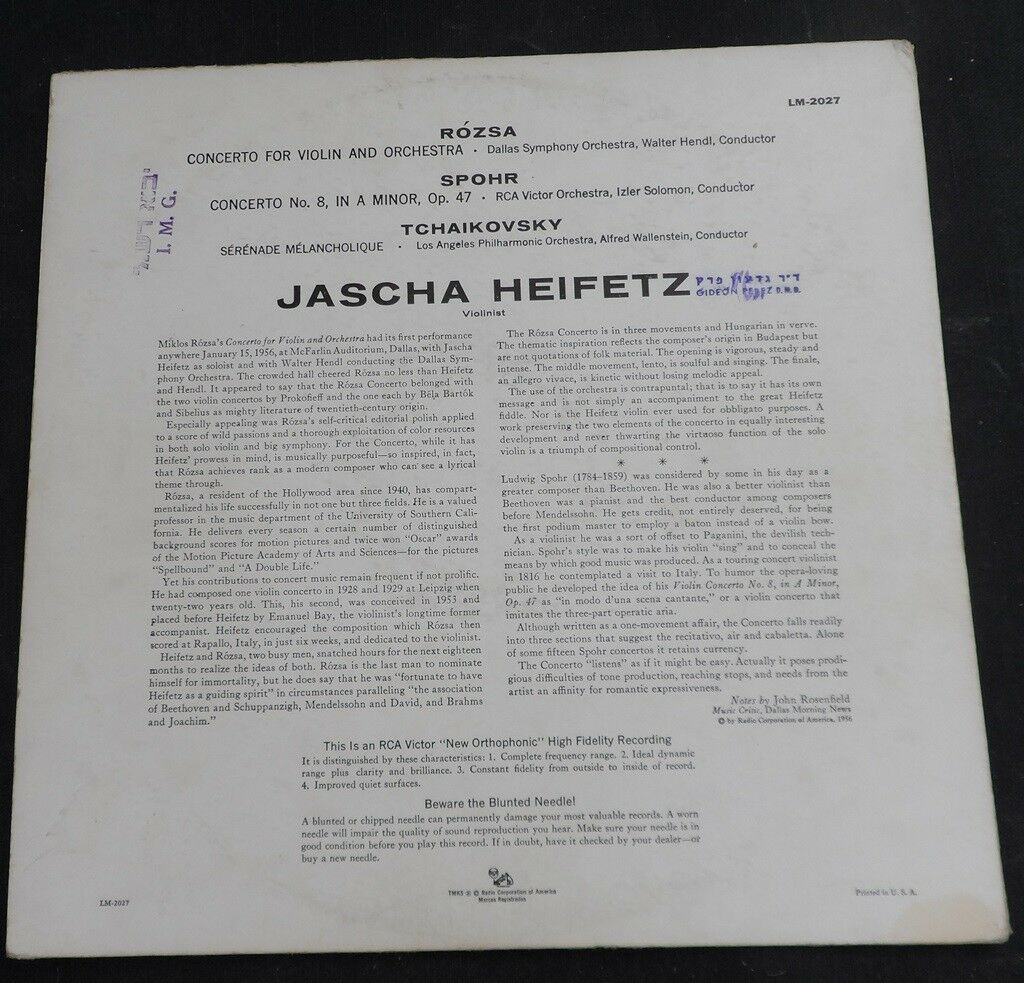 LM-2027
RÓZSA
CONCERTO FOR VIOLIN AND ORCHESTRA • Dallas Symphony Orchestra, Walter Hendl, Conductor
SPOHR
CONCERTO No. 8, IN A MINOR, Op. 47 • RCA Victor Orchestra, Izler Solomon, Conductor
TCHAIKOVSKY
SÉRÉNADE MÉLANCHOLIQUE • Los Angeles Philharmonic Orchestra, Alfred Wallenstein, Conductor
I. M. G.
JASCHA HEIFETZ
Violinist
ד״ר גדעון פרץ
GIDEON PEREZ D.M.D.
Miklos Rózsa's Concerto for Violin and Orchestra had its first performance
anywhere January 15, 1956, at McFarlin Auditorium, Dallas, with Jascha
Heifetz as soloist and with Walter Hendl conducting the Dallas Sym-
phony Orchestra. The crowded hall cheered Rózsa no less than Heifetz
and Hendl. It appeared to say that the Rózsa Concerto belonged with
the two violin concertos by Prokofieff and the one each by Béla Bartók
and Sibelius as mighty literature of twentieth-century origin.
Especially appealing was Rózsa's self-critical editorial polish applied
to a score of wild passions and a thorough exploitation of color resources
in both solo violin and big symphony. For the Concerto, while it has
Heifetz' prowess in mind, is musically purposeful—so inspired, in fact,
that Rózsa achieves rank as a modern composer who can see a lyrical
theme through.
Rózsa, a resident of the Hollywood area since 1940, has compart-
mentalized his life successfully in not one but three fields. He is a valued
professor in the music department of the University of Southern Cali-
fornia. He delivers every season a certain number of distinguished
background scores for motion pictures and twice won "Oscar" awards
of the Motion Picture Academy of Arts and Sciences—for the pictures
"Spellbound" and "A Double Life."
Yet his contributions to concert music remain frequent if not prolific.
He had composed one violin concerto in 1928 and 1929 at Leipzig when
twenty-two years old. This, his second, was conceived in 1953 and
placed before Heifetz by Emanuel Bay, the violinist's longtime former
accompanist. Heifetz encouraged the composition which Rózsa then
scored at Rapallo, Italy, in just six weeks, and dedicated to the violinist.
Heifetz and Rózsa, two busy men, snatched hours for the next eighteen
months to realize the ideas of both. Rózsa is the last man to nominate
himself for immortality, but he does say that he was "fortunate to have
Heifetz as a guiding spirit" in circumstances paralleling "the association
of Beethoven and Schuppanzigh, Mendelssohn and David, and Brahms
and Joachim."
The Rózsa Concerto is in three movements and Hungarian in verve.
The thematic inspiration reflects the composer's origin in Budapest but
are not quotations of folk material. The opening is vigorous, steady and
intense. The middle movement, lento, is soulful and singing. The finale,
an allegro vivace, is kinetic without losing melodic appeal.
The use of the orchestra is contrapuntal; that is to say it has its own
message and is not simply an accompaniment to the great Heifetz
fiddle. Nor is the Heifetz violin ever used for obbligato purposes. A
work preserving the two elements of the concerto in equally interesting
development and never thwarting the virtuoso function of the solo
violin is a triumph of compositional control.
* * *
Ludwig Spohr (1784–1859) was considered by some in his day as a
greater composer than Beethoven. He was also a better violinist than
Beethoven was a pianist and the best conductor among composers
before Mendelssohn. He gets credit, not entirely deserved, for being
the first podium master to employ a baton instead of a violin bow.
As a violinist he was a sort of offset to Paganini, the devilish tech-
nician. Spohr's style was to make his violin "sing" and to conceal the
means by which good music was produced. As a touring concert violinist
in 1816 he contemplated a visit to Italy. To humor the opera-loving
public he developed the idea of his Violin Concerto No. 8, in A Minor,
Op. 47 as "in modo d'una scena cantante," or a violin concerto that
imitates the three-part operatic aria.
Although written as a one-movement affair, the Concerto falls readily
into three sections that suggest the recitativo, air and cabaletta. Alone
of some fifteen Spohr concertos it retains currency.
The Concerto "listens" as if it might be easy. Actually it poses prodi-
gious difficulties of tone production, reaching stops, and needs from the
artist an affinity for romantic expressiveness.
Notes by John Rosenfield
Music Critic, Dallas Morning News
© by Radio Corporation of America, 1956
This Is an RCA Victor "New Orthophonic" High Fidelity Recording
It is distinguished by these characteristics: 1. Complete frequency range. 2. Ideal dynamic
range plus clarity and brilliance. 3. Constant fidelity from outside to inside of record.
4. Improved quiet surfaces.
Beware the Blunted Needle!
A blunted or chipped needle can permanently damage your most valuable records. A worn
needle will impair the quality of sound reproduction you hear. Make sure your needle is in
good condition before you play this record. If in doubt, have it checked by your dealer—or
buy a new needle.
TMKS ® © Radio Corporation of America
Marcas Registradas
LM-2027
Printed in U. S. A.